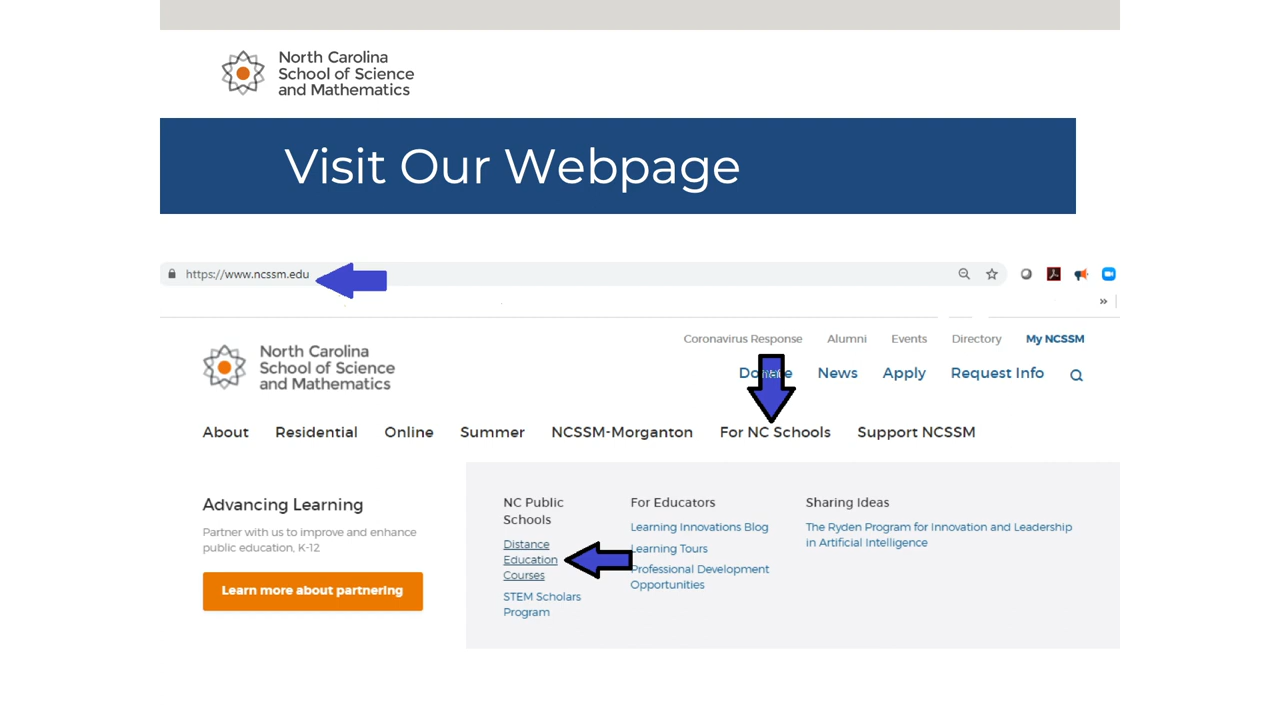 North Carolina
School of Science
and Mathematics
Visit Our Webpage
https://www.ncssm.edu
»
Coronavirus Response Alumni Events Directory My NCSSM
North Carolina
School of Science
and Mathematics
News Apply Request Info
About Residential Online Summer NCSSM-Morganton For NC Schools Support NCSSM
Advancing Learning
Partner with us to improve and enhance
public education, K-12
Learn more about partnering
NC Public
Schools
Distance
Education
Courses
STEM Scholars
Program
For Educators
Learning Innovations Blog
Learning Tours
Professional Development
Opportunities
Sharing Ideas
The Ryden Program for Innovation and Leadership
in Artificial Intelligence